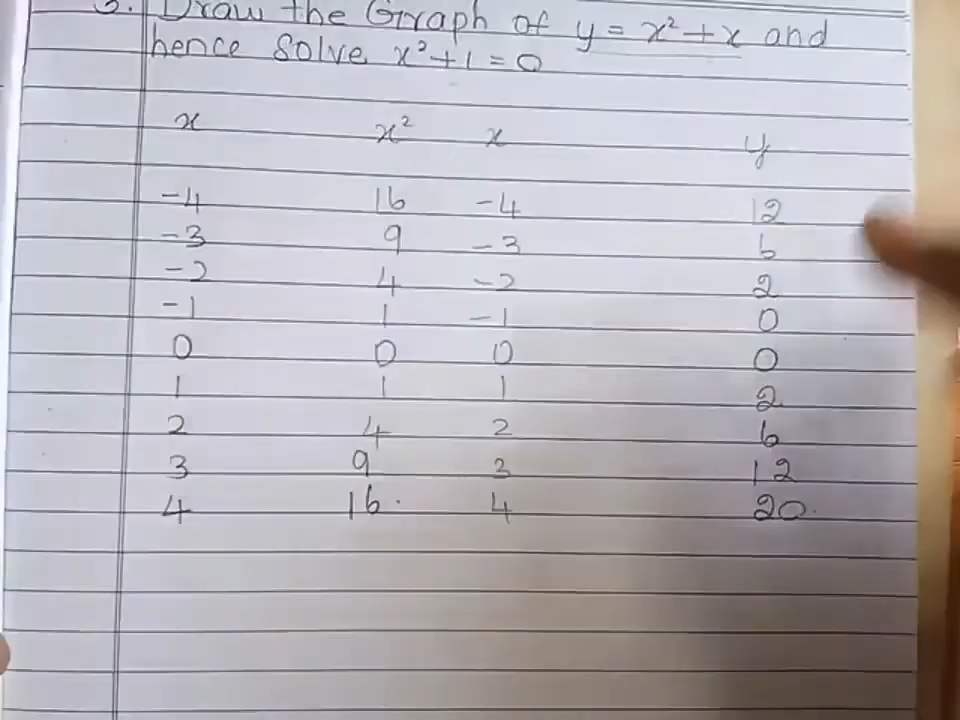 3. Draw the Graph of y = x² + x and
hence Solve x² + 1 = 0
x x² x y
-4 16 -4 12
-3 9 -3 6
-2 4 -2 2
-1 1 -1 0
0 0 0 0
1 1 1 2
2 4 2 6
3 9 3 12
4 16. 4 20.